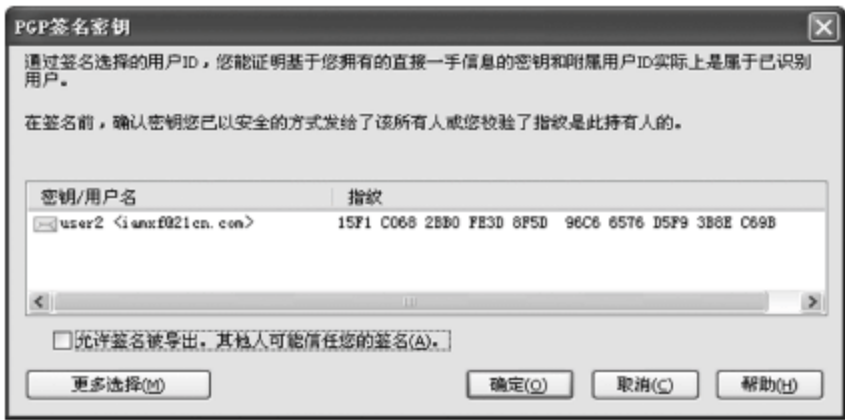 PGP签名密钥
通过签名选择的用户ID，您能证明基于您拥有的直接一手信息的密钥和附属用户ID实际上是属于已识别
用户。
在签名前，确认密钥您已以安全的方式发给了该所有人或您校验了指纹是此持有人的。
密钥/用户名 指纹
user2 <iamxf@21cn.com> 15F1 C068 2BB0 FE3D 8F5D 96C6 6576 D5F9 3B8E C69B
允许签名被导出。其他人可能信任您的签名(A)。
更多选择(M) 确定(O) 取消(C) 帮助(H)